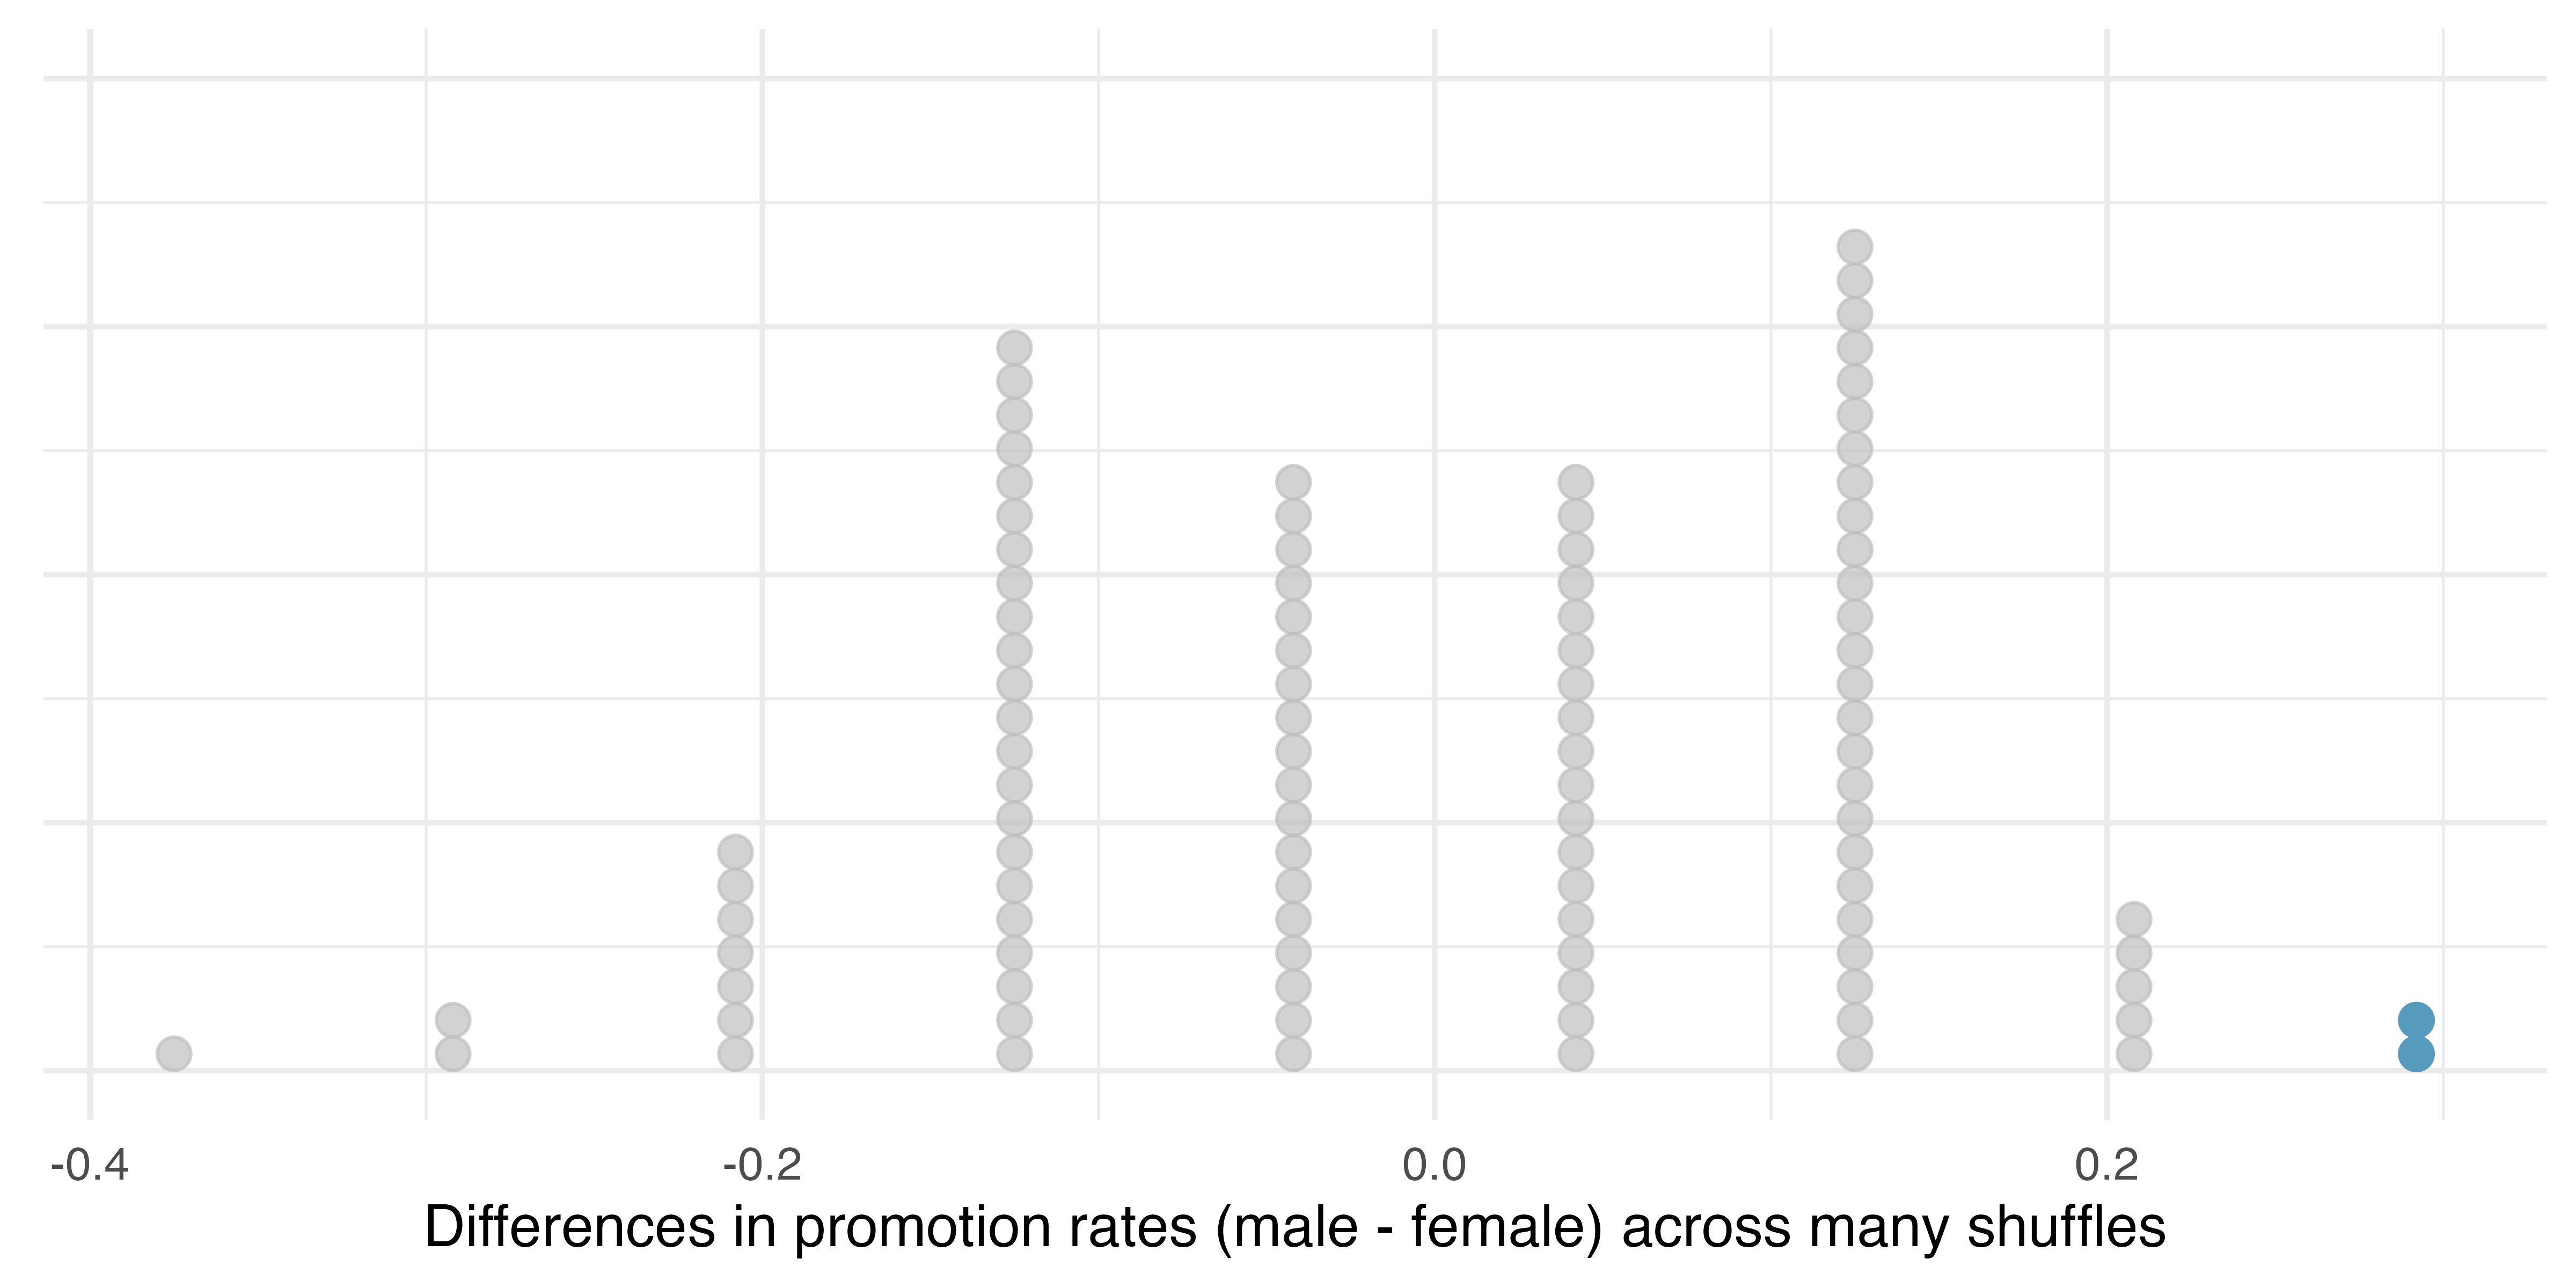 -0.4 -0.2 0.0 0.2
Differences in promotion rates (male - female) across many shuffles